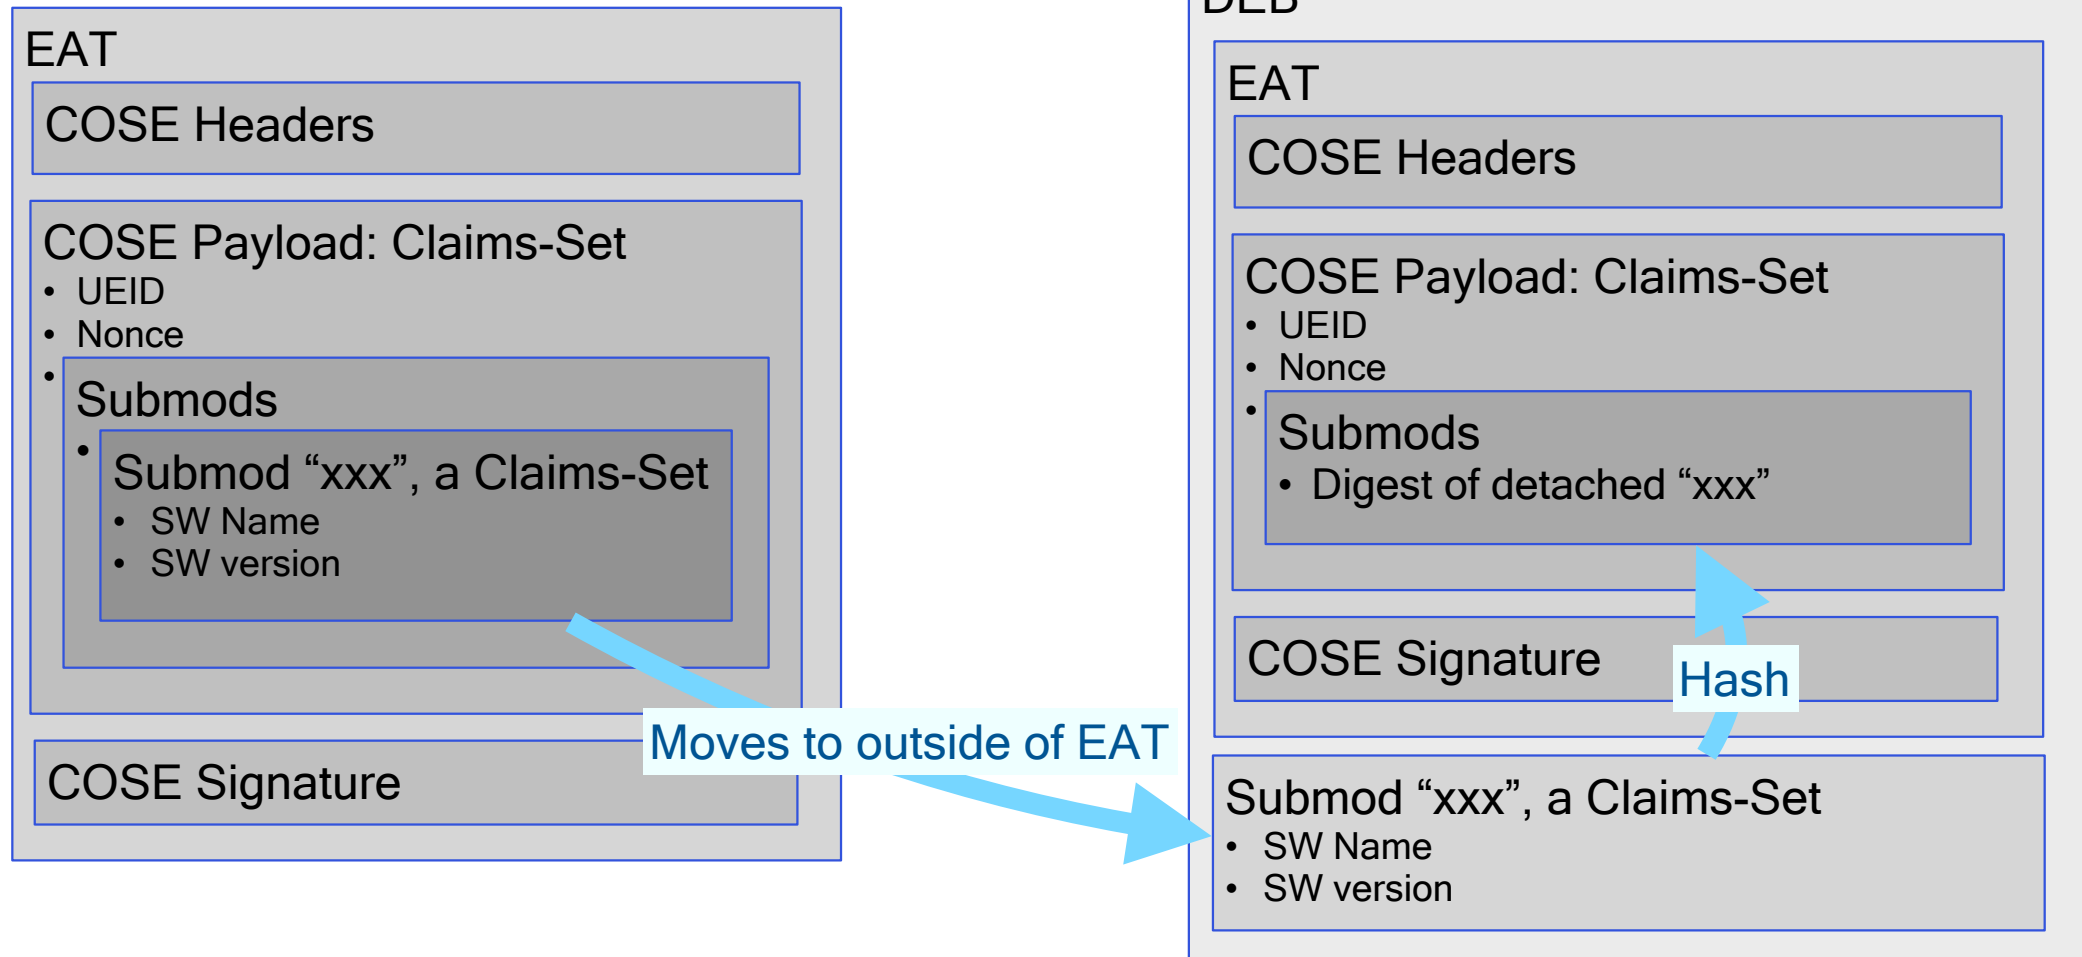 EAT
COSE Headers
COSE Payload: Claims-Set
• UEID
• Nonce
•
Submods
•
Submod “xxx”, a Claims-Set
• SW Name
• SW version
COSE Signature
Moves to outside of EAT
DEB
EAT
COSE Headers
COSE Payload: Claims-Set
• UEID
• Nonce
•
Submods
• Digest of detached “xxx”
COSE Signature
Hash
Submod “xxx”, a Claims-Set
• SW Name
• SW version